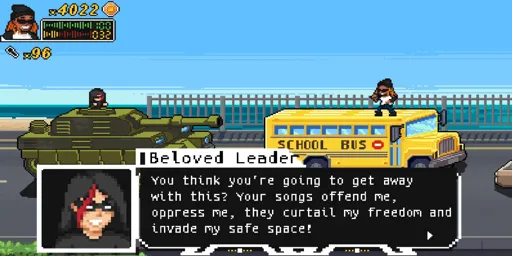 x4022
100
032
x96
SCHOOL BUS
Beloved Leader
You think you're going to get away
with this? Your songs offend me,
oppress me, they curtail my freedom and
invade my safe space!